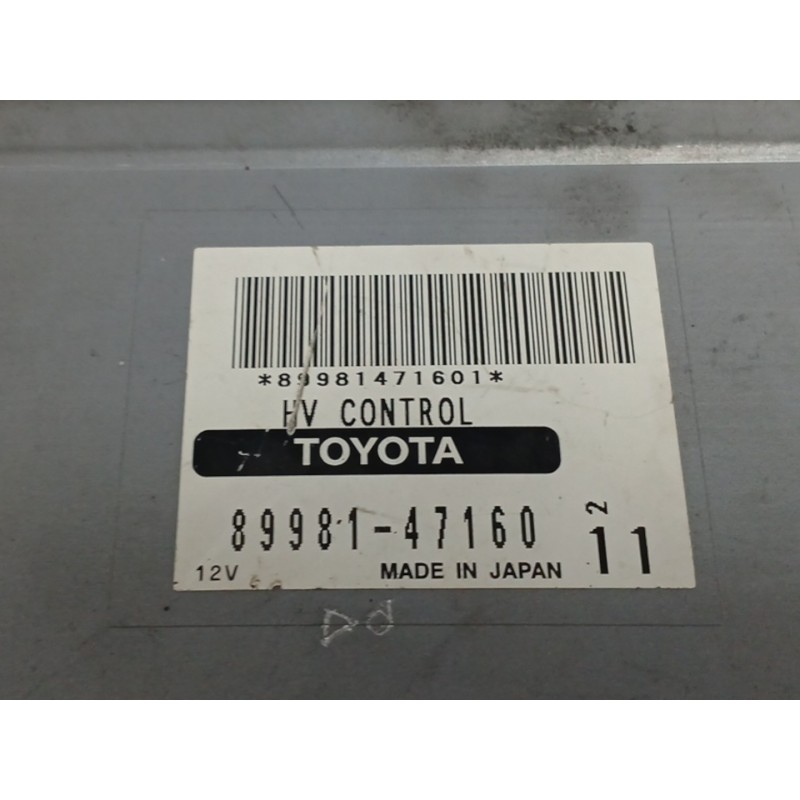 *89981471601*
HV CONTROL
TOYOTA
89981-47160
2
11
12V
MADE IN JAPAN